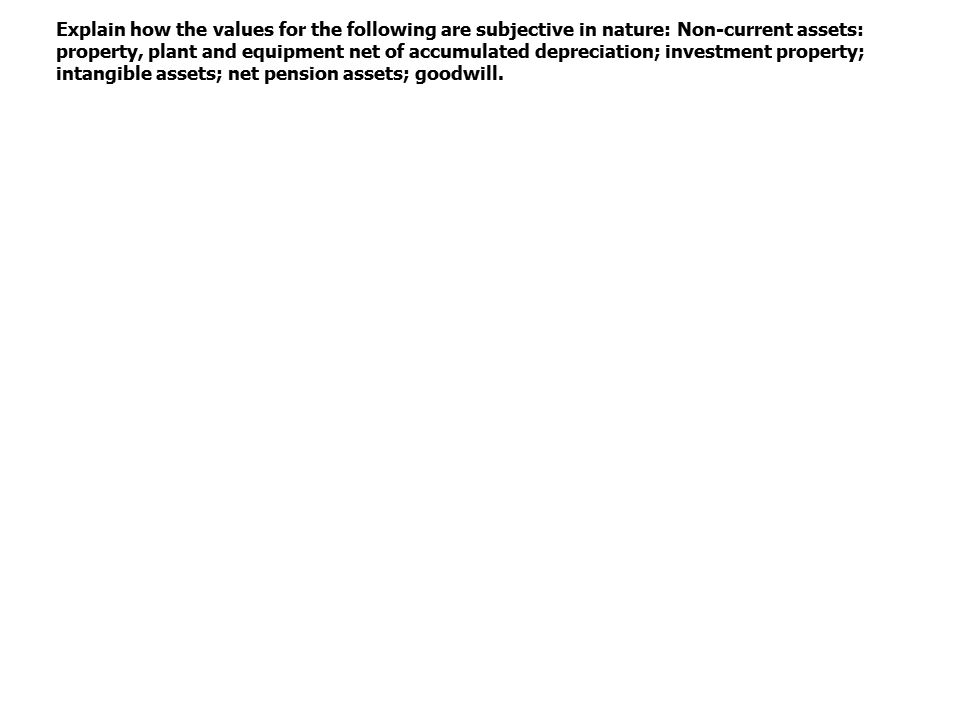 Explain how the values for the following are subjective in nature: Non-current assets:
property, plant and equipment net of accumulated depreciation; investment property;
intangible assets; net pension assets; goodwill.